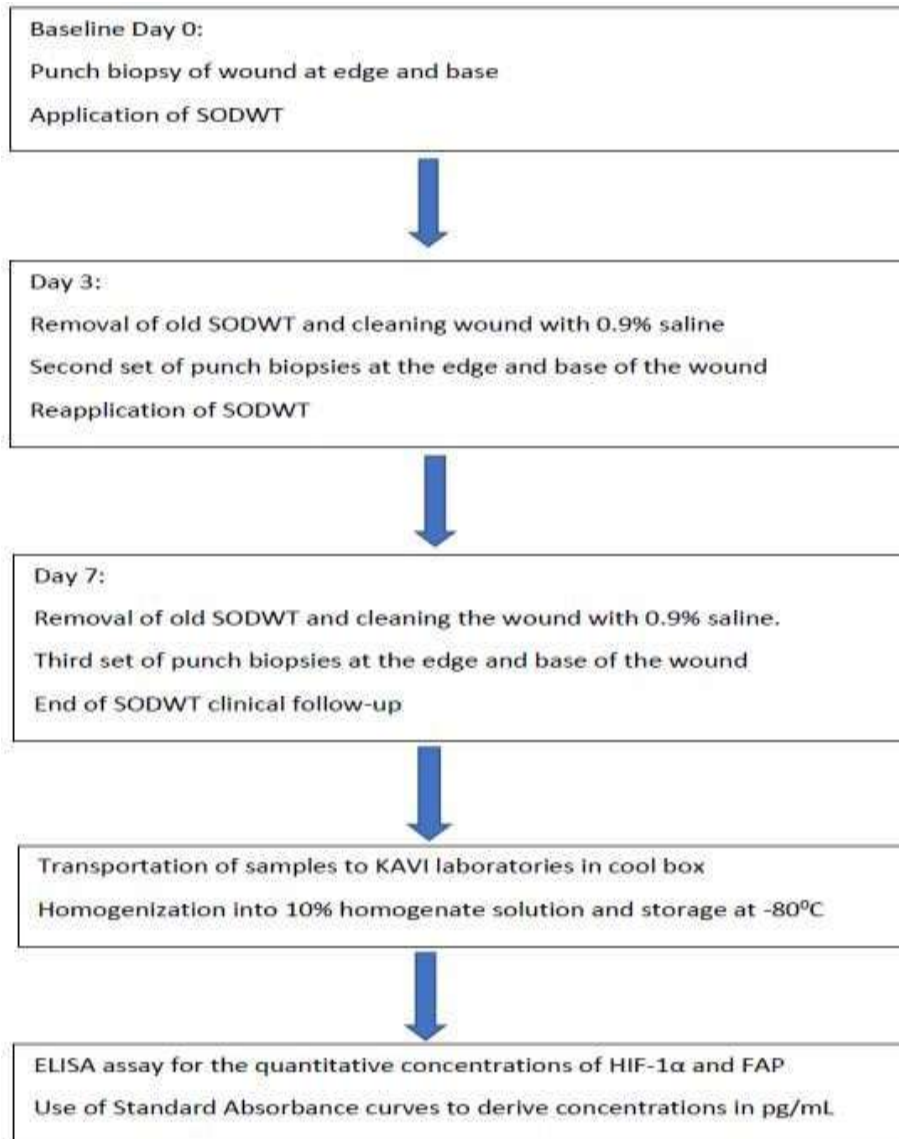 Baseline Day 0:
Punch biopsy of wound at edge and base
Application of SODWT
Day 3:
Removal of old SODWT and cleaning wound with 0.9% saline
Second set of punch biopsies at the edge and base of the wound
Reapplication of SODWT
Day 7:
Removal of old SODWT and cleaning the wound with 0.9% saline.
Third set of punch biopsies at the edge and base of the wound
End of SODWT clinical follow-up
Transportation of samples to KAVI laboratories in cool box
Homogenization into 10% homogenate solution and storage at -80⁰C
ELISA assay for the quantitative concentrations of HIF-1α and FAP
Use of Standard Absorbance curves to derive concentrations in pg/mL